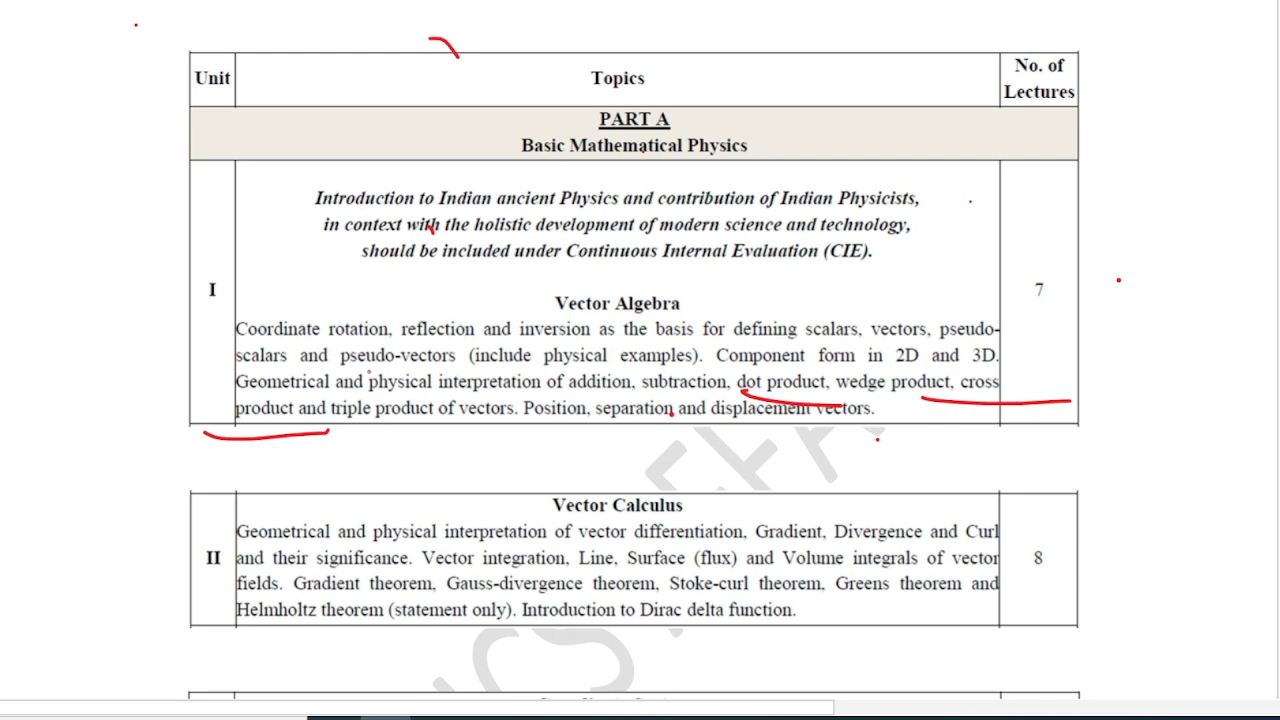 Unit Topics No. of Lectures
PART A
Basic Mathematical Physics
Introduction to Indian ancient Physics and contribution of Indian Physicists,
in context with the holistic development of modern science and technology,
should be included under Continuous Internal Evaluation (CIE).
I 7
Vector Algebra
Coordinate rotation, reflection and inversion as the basis for defining scalars, vectors, pseudo-
scalars and pseudo-vectors (include physical examples). Component form in 2D and 3D.
Geometrical and physical interpretation of addition, subtraction, dot product, wedge product, cross
product and triple product of vectors. Position, separation and displacement vectors.
Vector Calculus
Geometrical and physical interpretation of vector differentiation, Gradient, Divergence and Curl
II and their significance. Vector integration, Line, Surface (flux) and Volume integrals of vector 8
fields. Gradient theorem, Gauss-divergence theorem, Stoke-curl theorem, Greens theorem and
Helmholtz theorem (statement only). Introduction to Dirac delta function.